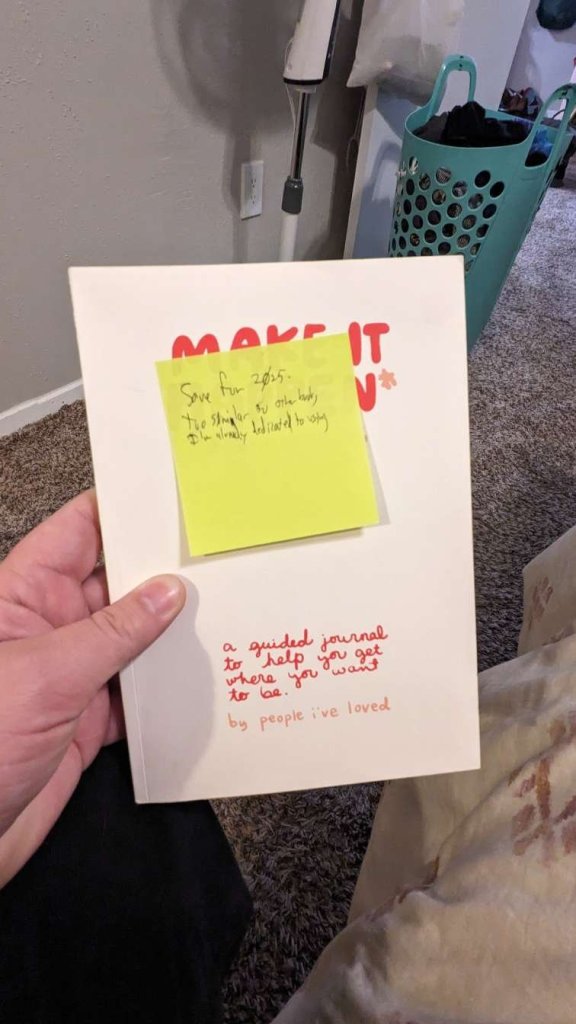 MAKE IT
N*
Save for 2025.
too similar to other books
I'm already dedicated to using
a guided journal
to help you get
where you want
to be.
by people i've loved